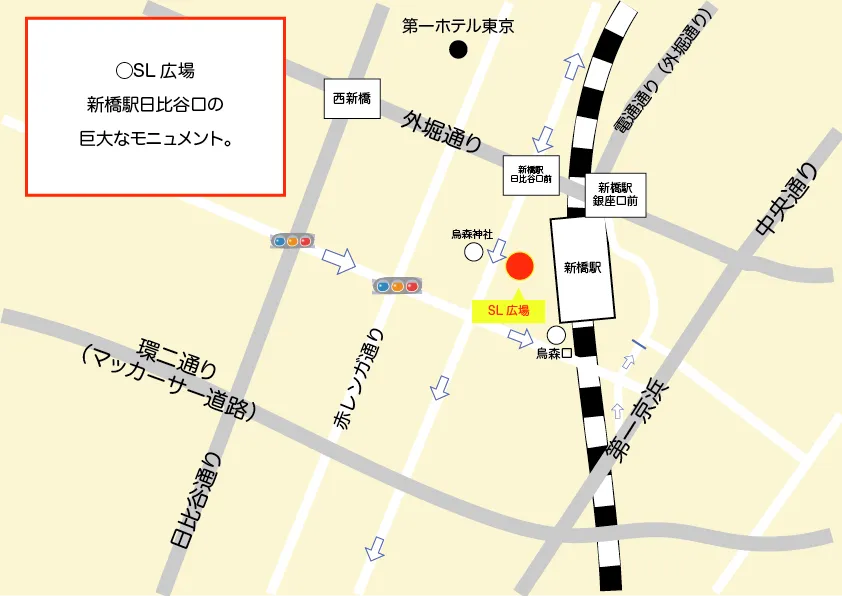 ○SL 広場
新橋駅日比谷口の
巨大なモニュメント。
第一ホテル東京
電通通り（外堀通り）
西新橋
外堀通り
新橋駅
日比谷口前
新橋駅
銀座口前
中央通り
烏森神社
新橋駅
SL 広場
烏森口
環二通り
（マッカーサー道路）
赤レンガ通り
第一京浜
日比谷通り